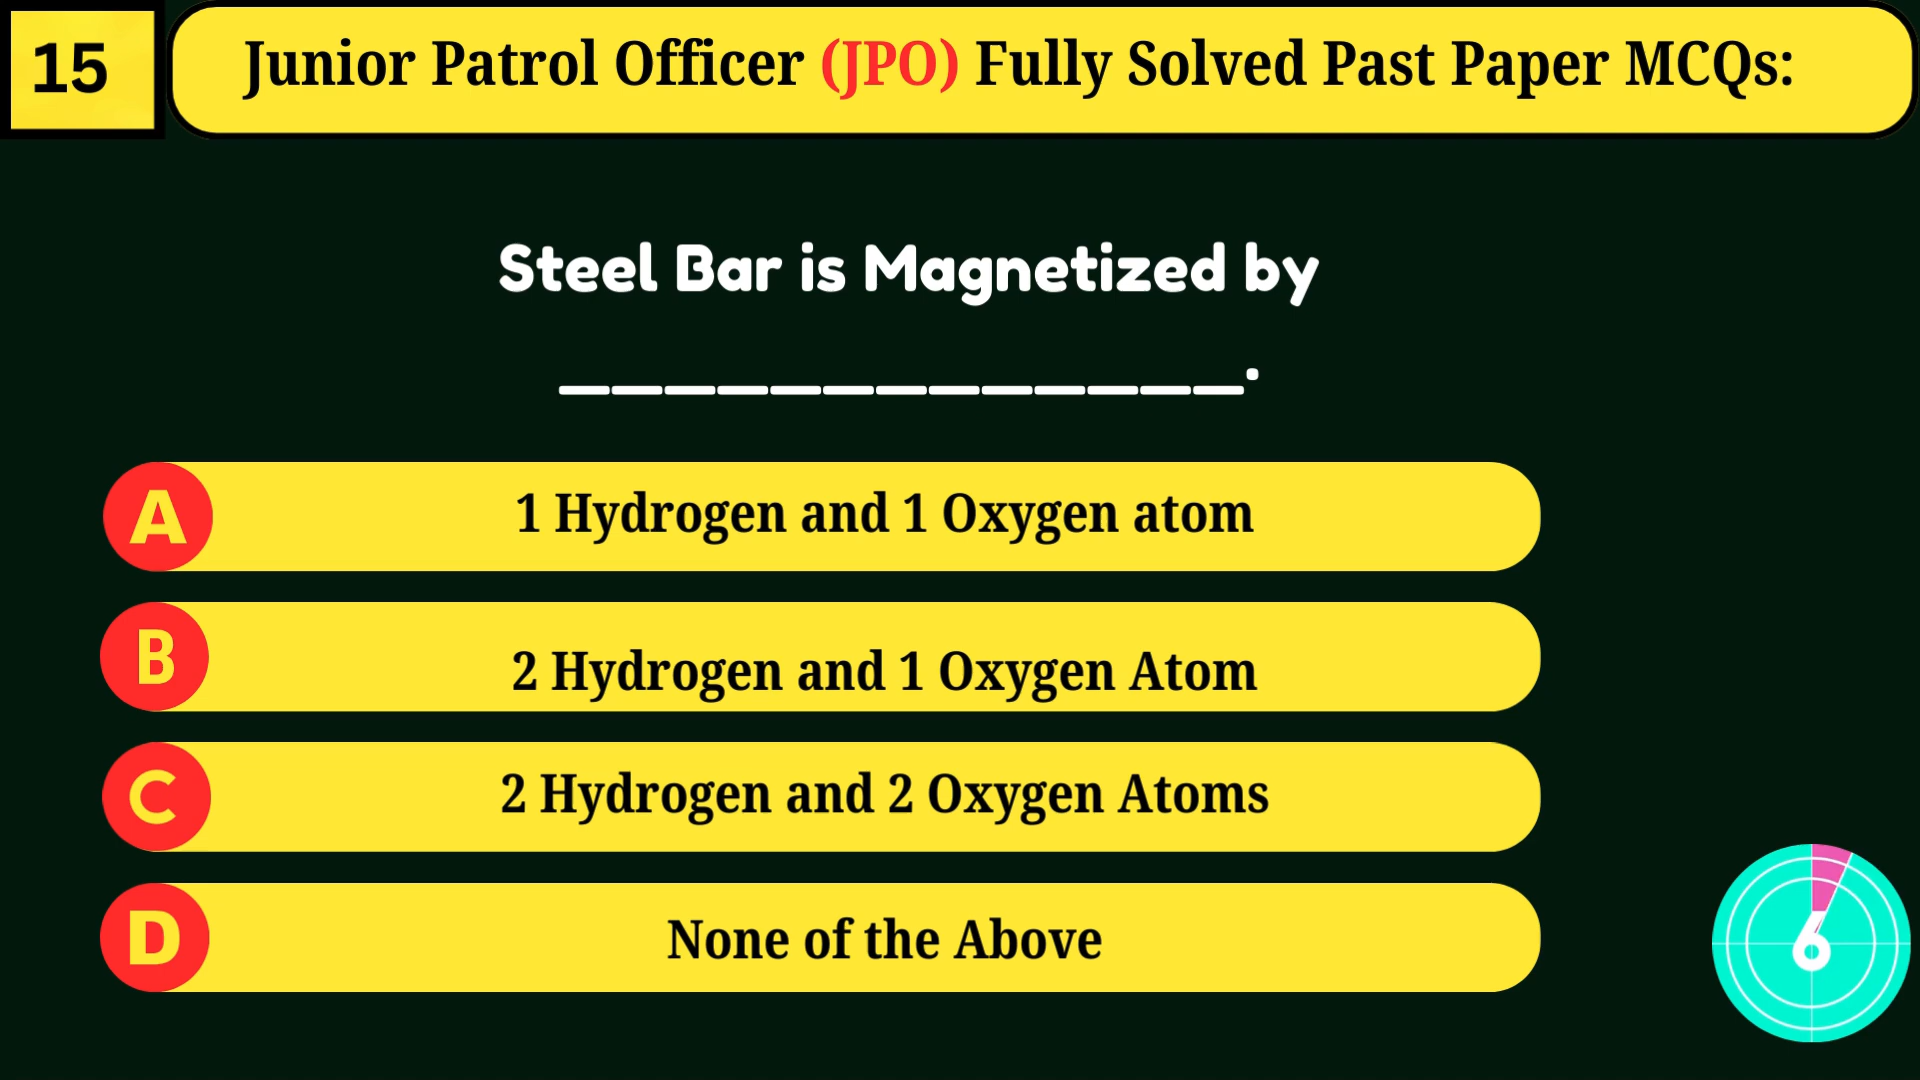 15
Junior Patrol Officer (JPO) Fully Solved Past Paper MCQs:
Steel Bar is Magnetized by
_____________.
A
1 Hydrogen and 1 Oxygen atom
B
2 Hydrogen and 1 Oxygen Atom
C
2 Hydrogen and 2 Oxygen Atoms
D
None of the Above
6